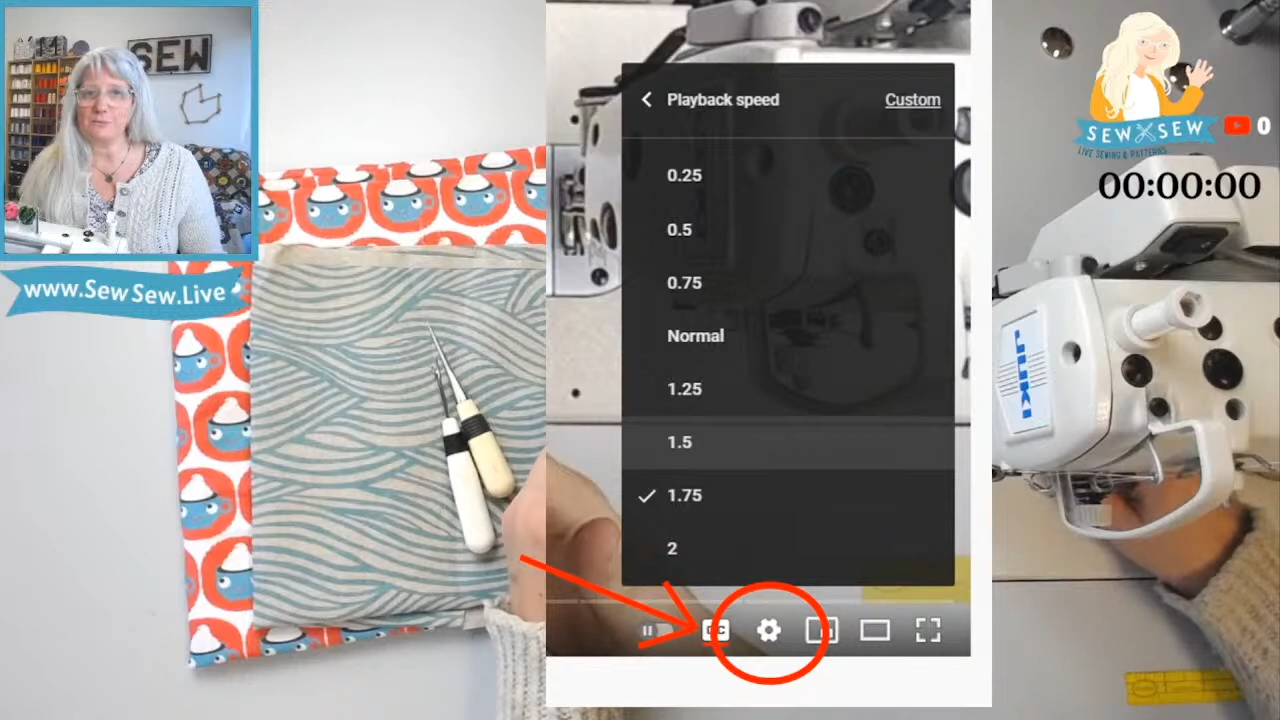 SEW
www.SewSew.Live
Playback speed
Custom
0.25
0.5
0.75
Normal
1.25
1.5
1.75
2
CC
SEW SEW
LIVE SEWING & PATTERNS
0
00:00:00
JUKI